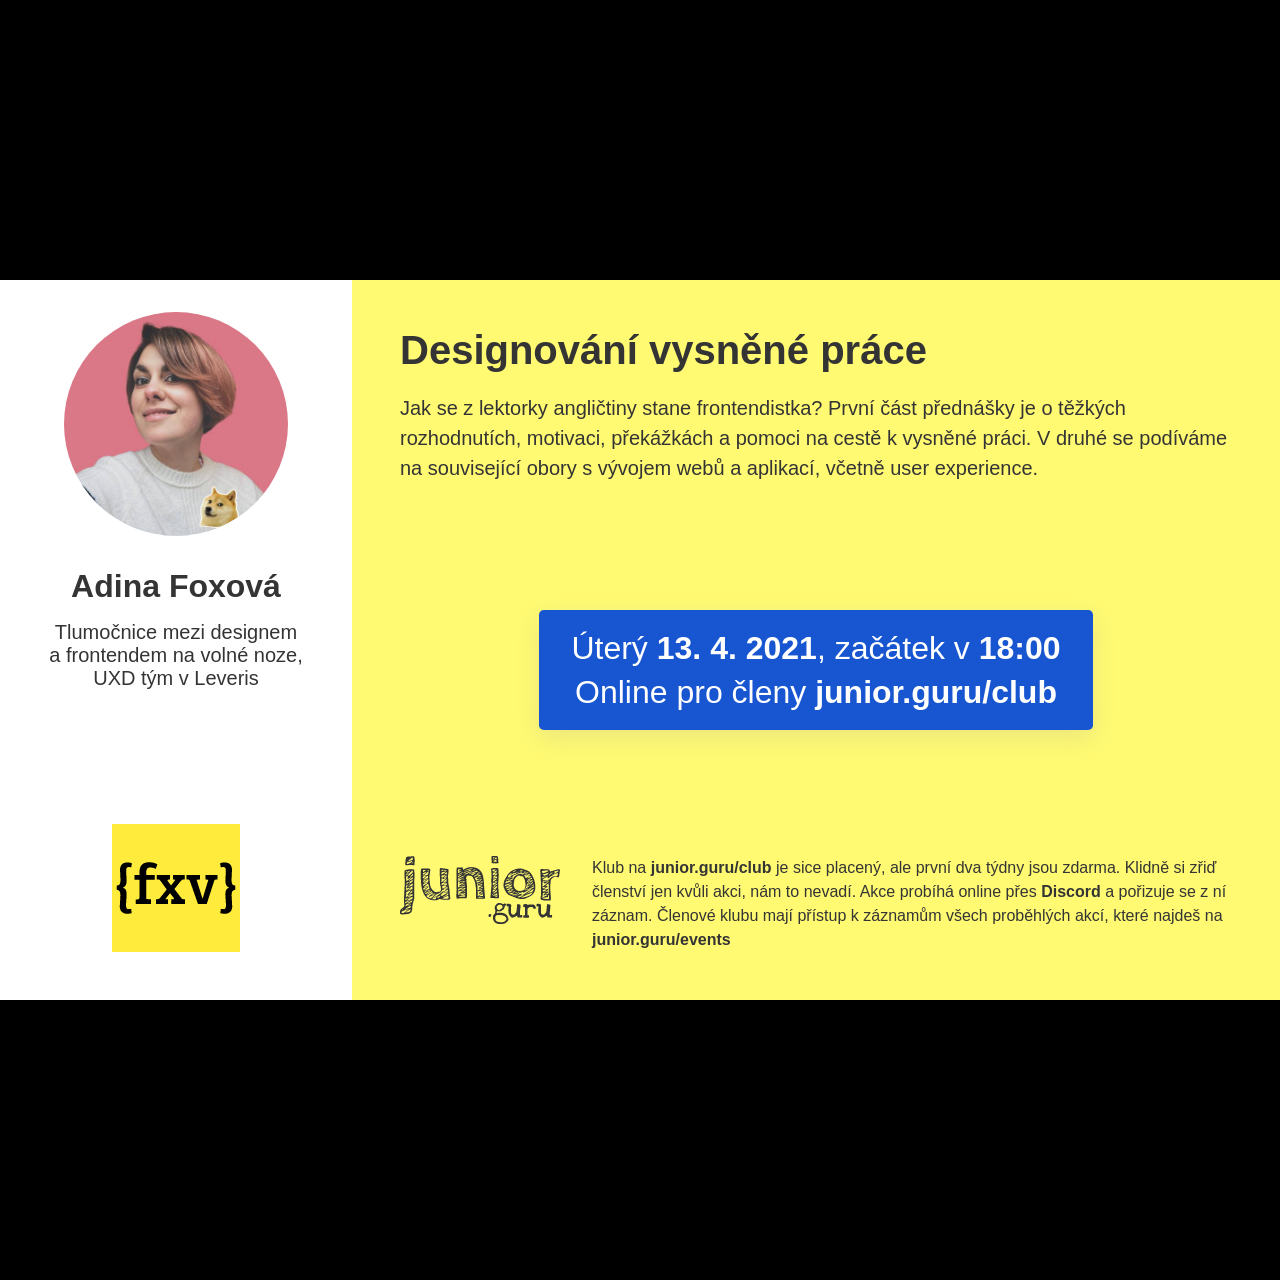 Adina Foxová
Tlumočnice mezi designem
a frontendem na volné noze,
UXD tým v Leveris
{fxv}
Designování vysněné práce
Jak se z lektorky angličtiny stane frontendistka? První část přednášky je o těžkých
rozhodnutích, motivaci, překážkách a pomoci na cestě k vysněné práci. V druhé se podíváme
na související obory s vývojem webů a aplikací, včetně user experience.
Úterý 13. 4. 2021, začátek v 18:00
Online pro členy junior.guru/club
junior
.guru
Klub na junior.guru/club je sice placený, ale první dva týdny jsou zdarma. Klidně si zřiď
členství jen kvůli akci, nám to nevadí. Akce probíhá online přes Discord a pořizuje se z ní
záznam. Členové klubu mají přístup k záznamům všech proběhlých akcí, které najdeš na
junior.guru/events